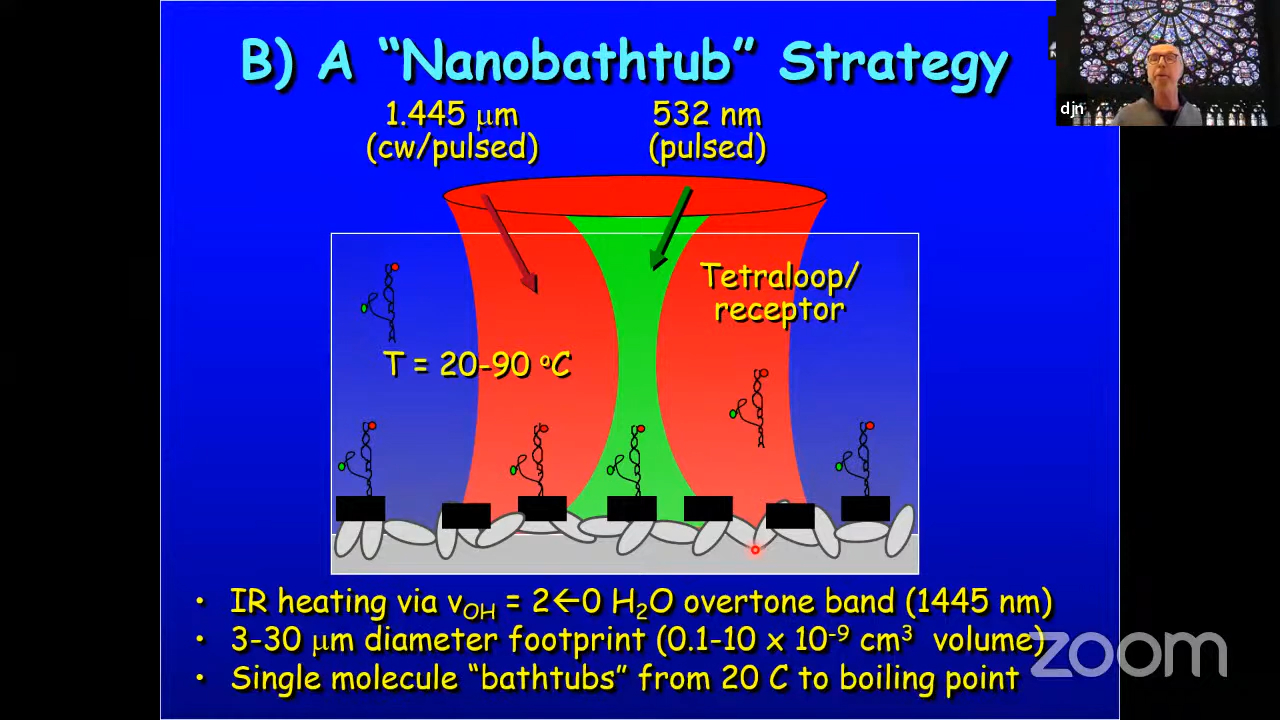 B) A “Nanobathtub” Strategy
1.445 μm
(cw/pulsed)
532 nm
(pulsed)
djn
Tetraloop/
receptor
T = 20-90 °C
• IR heating via vOH = 2←0 H2O overtone band (1445 nm)
• 3-30 μm diameter footprint (0.1-10 x 10-9 cm3 volume)
• Single molecule “bathtubs” from 20 C to boiling point
zoom